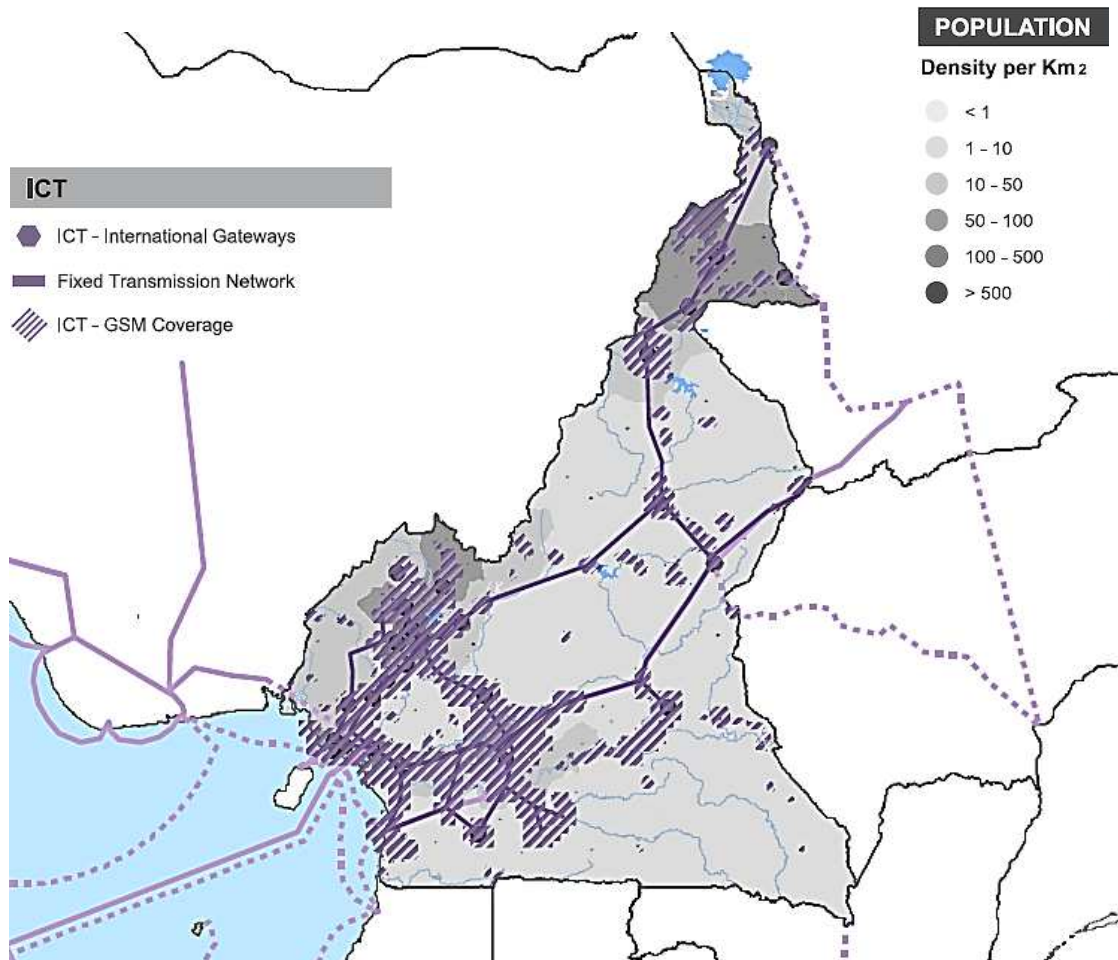 POPULATION
Density per Km2
< 1
1 - 10
10 - 50
50 - 100
100 - 500
> 500
ICT
ICT - International Gateways
Fixed Transmission Network
ICT - GSM Coverage